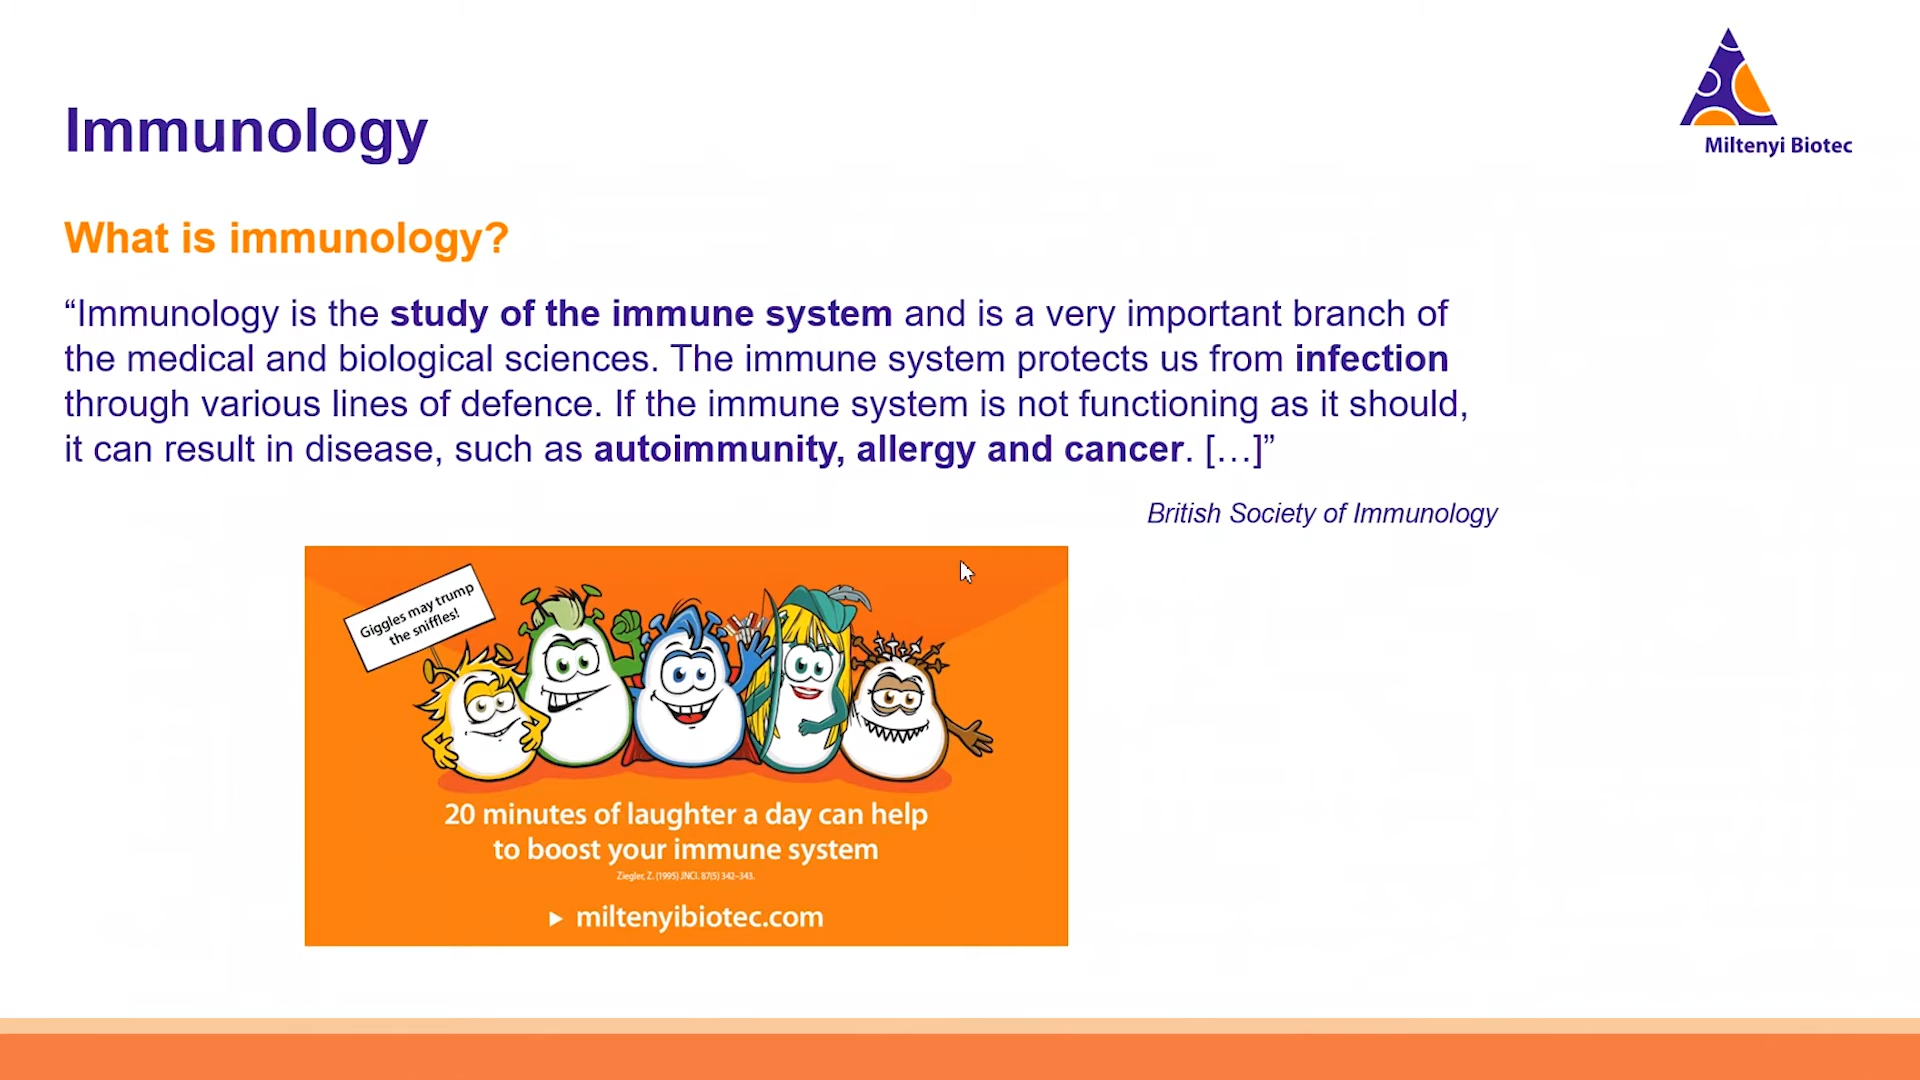 Miltenyi Biotec
Immunology
What is immunology?
“Immunology is the study of the immune system and is a very important branch of
the medical and biological sciences. The immune system protects us from infection
through various lines of defence. If the immune system is not functioning as it should,
it can result in disease, such as autoimmunity, allergy and cancer. […]”
British Society of Immunology
Giggles may trump
the sniffles!
20 minutes of laughter a day can help
to boost your immune system
Ziegler, Z. (1995) JNCI. 87(5) 342–343.
miltenyibiotec.com